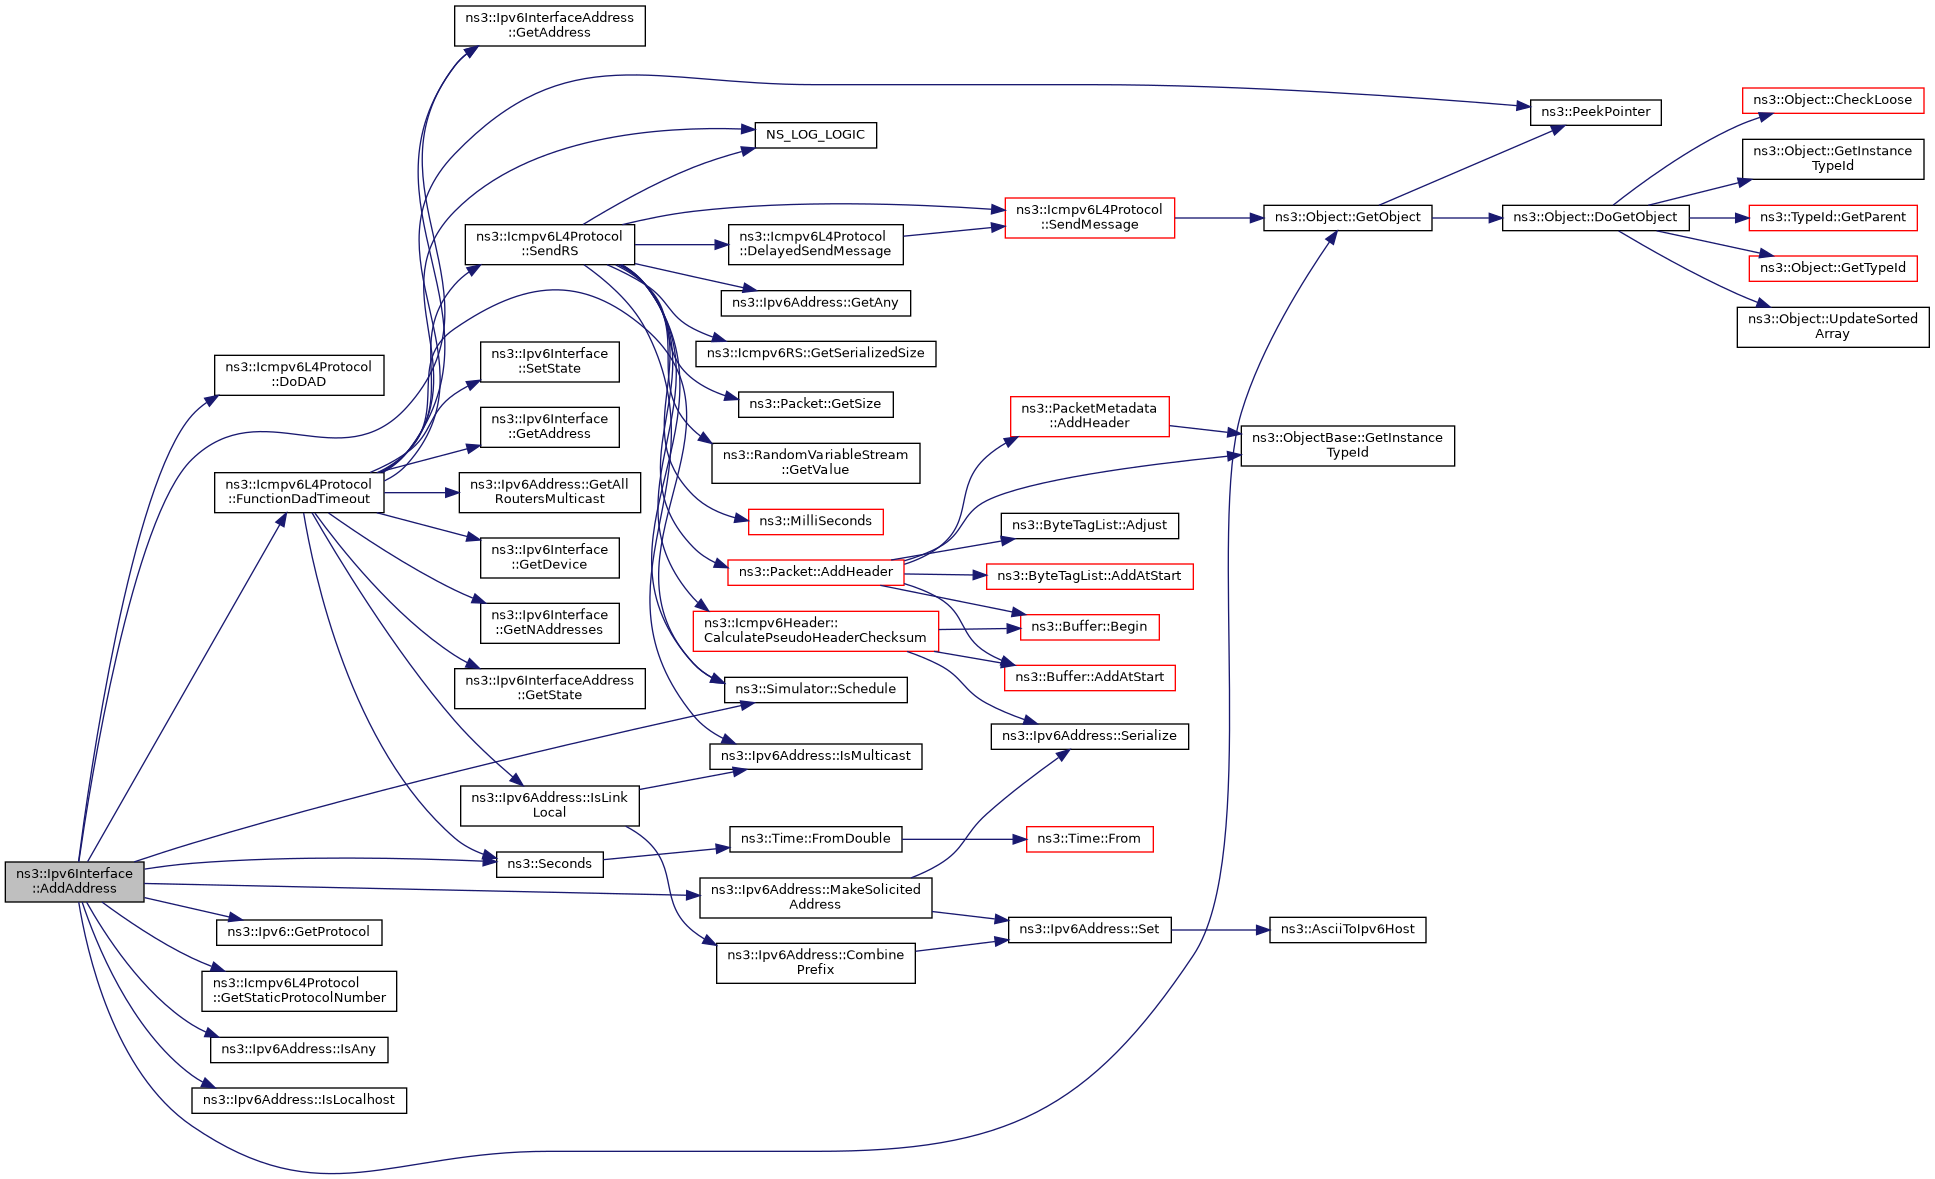 ns3::Ipv6InterfaceAddress
::GetAddress
ns3::PeekPointer
ns3::Object::CheckLoose
NS_LOG_LOGIC
ns3::Object::GetInstance
TypeId
ns3::Icmpv6L4Protocol
::SendRS
ns3::Icmpv6L4Protocol
::DelayedSendMessage
ns3::Icmpv6L4Protocol
::SendMessage
ns3::Object::GetObject
ns3::Object::DoGetObject
ns3::TypeId::GetParent
ns3::Object::GetTypeId
ns3::Ipv6Address::GetAny
ns3::Object::UpdateSorted
Array
ns3::Icmpv6L4Protocol
::DoDAD
ns3::Ipv6Interface
::SetState
ns3::Icmpv6RS::GetSerializedSize
ns3::Packet::GetSize
ns3::Ipv6Interface
::GetAddress
ns3::PacketMetadata
::AddHeader
ns3::ObjectBase::GetInstance
TypeId
ns3::RandomVariableStream
::GetValue
ns3::Icmpv6L4Protocol
::FunctionDadTimeout
ns3::Ipv6Address::GetAll
RoutersMulticast
ns3::MilliSeconds
ns3::ByteTagList::Adjust
ns3::Ipv6Interface
::GetDevice
ns3::Packet::AddHeader
ns3::ByteTagList::AddAtStart
ns3::Ipv6Interface
::GetNAddresses
ns3::Icmpv6Header::
CalculatePseudoHeaderChecksum
ns3::Buffer::Begin
ns3::Ipv6InterfaceAddress
::GetState
ns3::Simulator::Schedule
ns3::Buffer::AddAtStart
ns3::Ipv6Address::Serialize
ns3::Ipv6Address::IsMulticast
ns3::Ipv6Address::IsLink
Local
ns3::Time::FromDouble
ns3::Time::From
ns3::Seconds
ns3::Ipv6Interface
::AddAddress
ns3::Ipv6Address::MakeSolicited
Address
ns3::Ipv6::GetProtocol
ns3::Ipv6Address::Set
ns3::AsciiToIpv6Host
ns3::Ipv6Address::Combine
Prefix
ns3::Icmpv6L4Protocol
::GetStaticProtocolNumber
ns3::Ipv6Address::IsAny
ns3::Ipv6Address::IsLocalhost